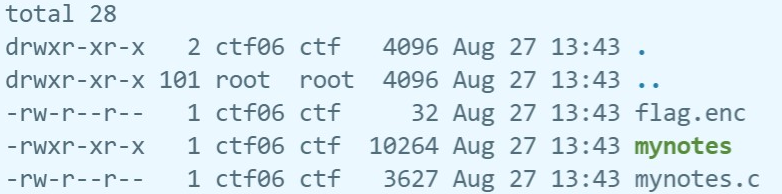 total 28
drwxr-xr-x   2 ctf06 ctf   4096 Aug 27 13:43 .
drwxr-xr-x 101 root  root  4096 Aug 27 13:43 ..
-rw-r--r--   1 ctf06 ctf     32 Aug 27 13:43 flag.enc
-rwxr-xr-x   1 ctf06 ctf  10264 Aug 27 13:43 mynotes
-rw-r--r--   1 ctf06 ctf   3627 Aug 27 13:43 mynotes.c